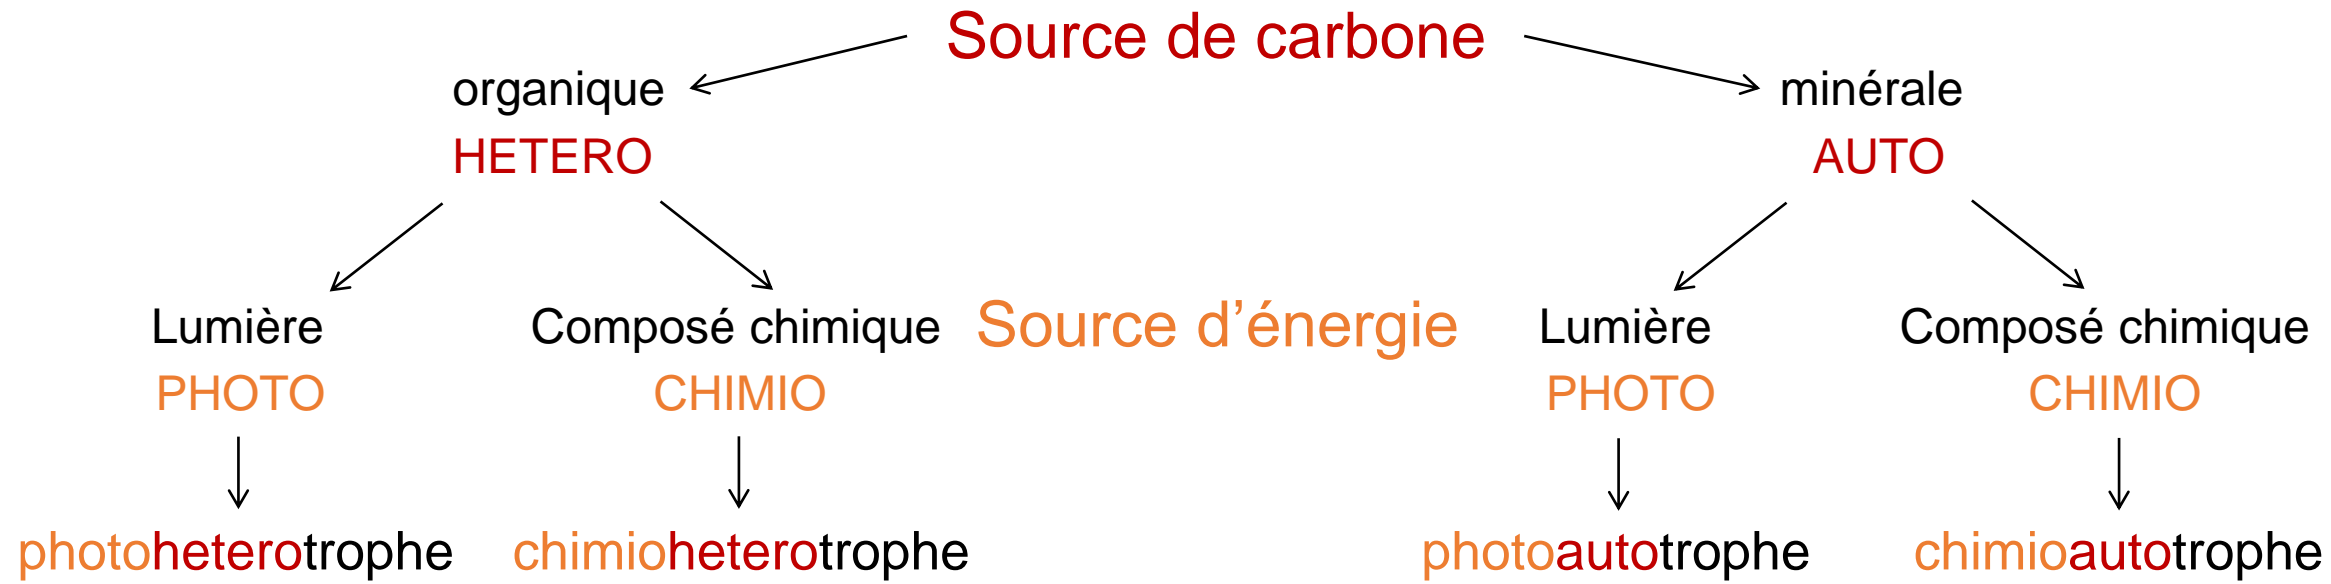 Source de carbone
organique
minérale
HETERO
AUTO
Lumière
Composé chimique
Source d’énergie
Lumière
Composé chimique
PHOTO
CHIMIO
PHOTO
CHIMIO
photoheterotrophe
chimioheterotrophe
photoautotrophe
chimioautotrophe